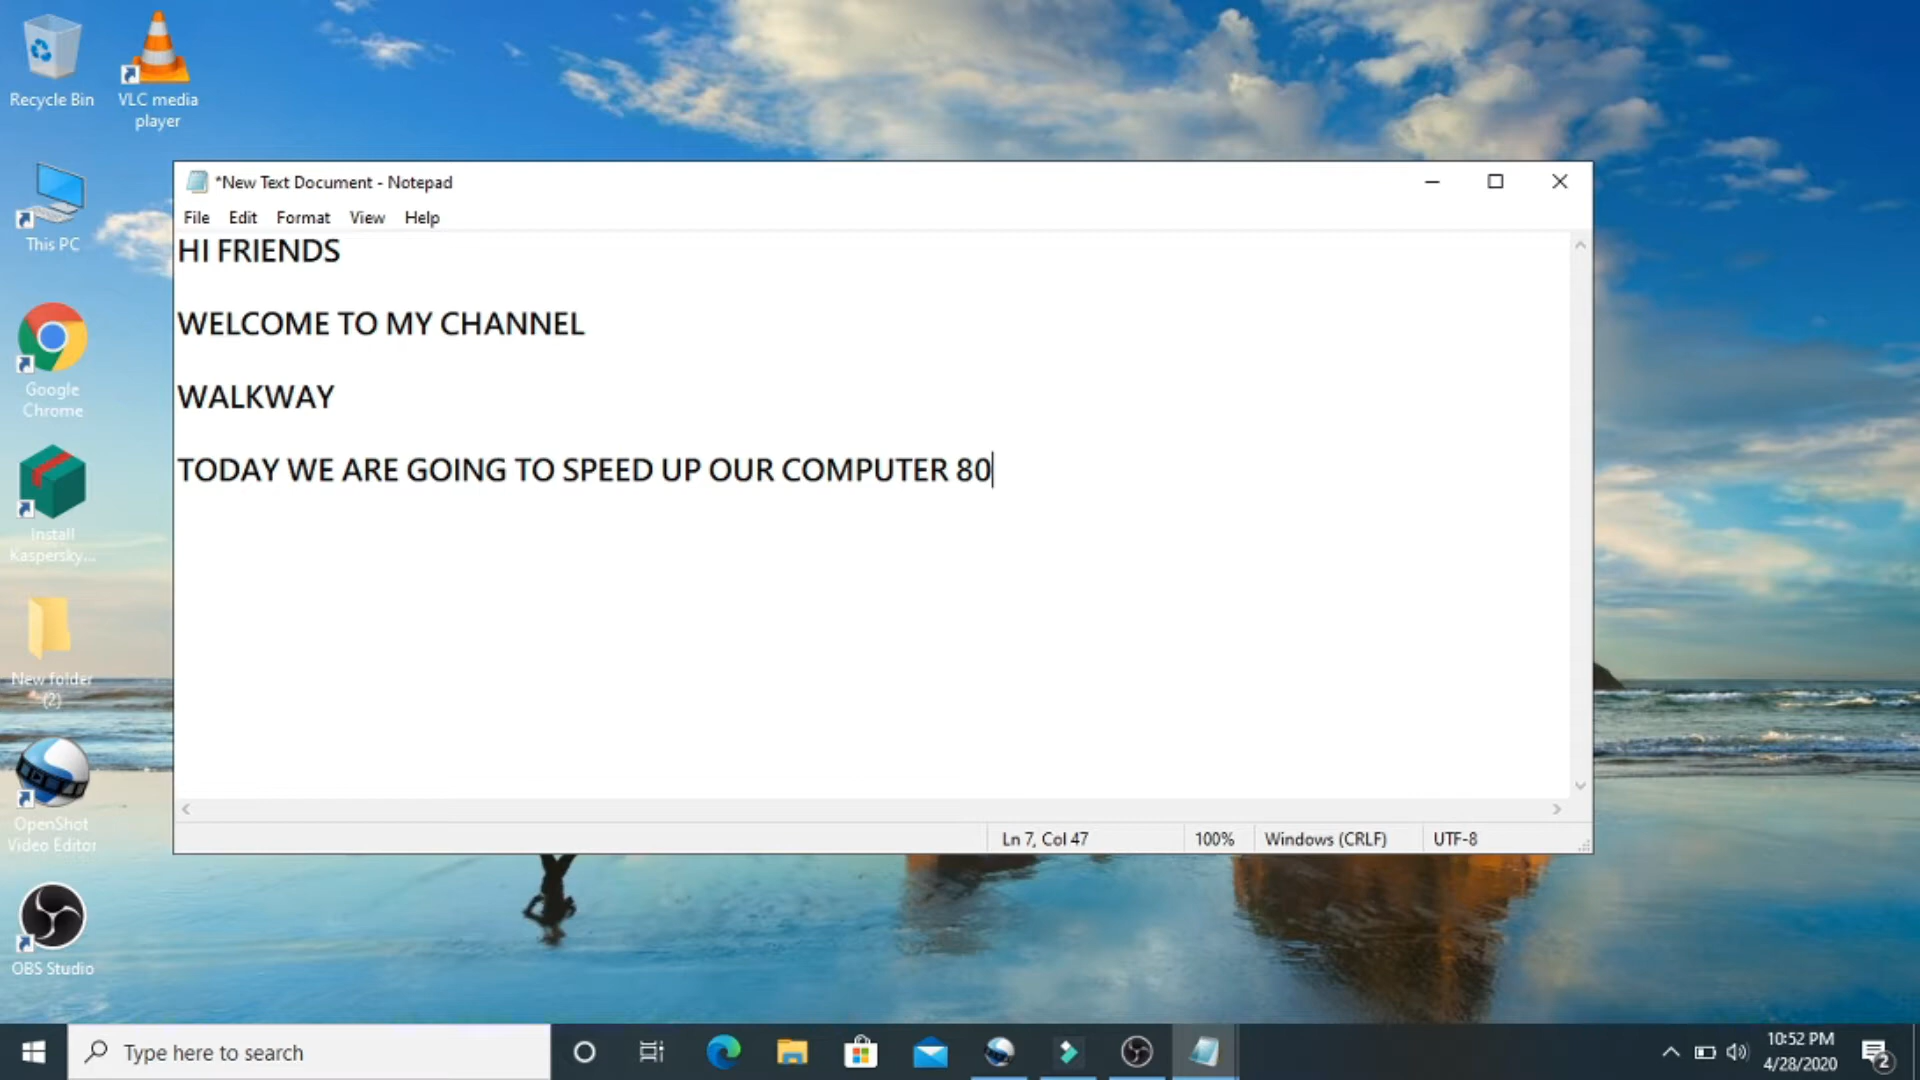 Recycle Bin
VLC media
player
This PC
Google
Chrome
Install
Kaspersky...
New folder
(2)
OpenShot
Video Editor
OBS Studio
*New Text Document - Notepad
File Edit Format View Help
HI FRIENDS
WELCOME TO MY CHANNEL
WALKWAY
TODAY WE ARE GOING TO SPEED UP OUR COMPUTER 80
Ln 7, Col 47 100% Windows (CRLF) UTF-8
Type here to search
10:52 PM
4/28/2020
2